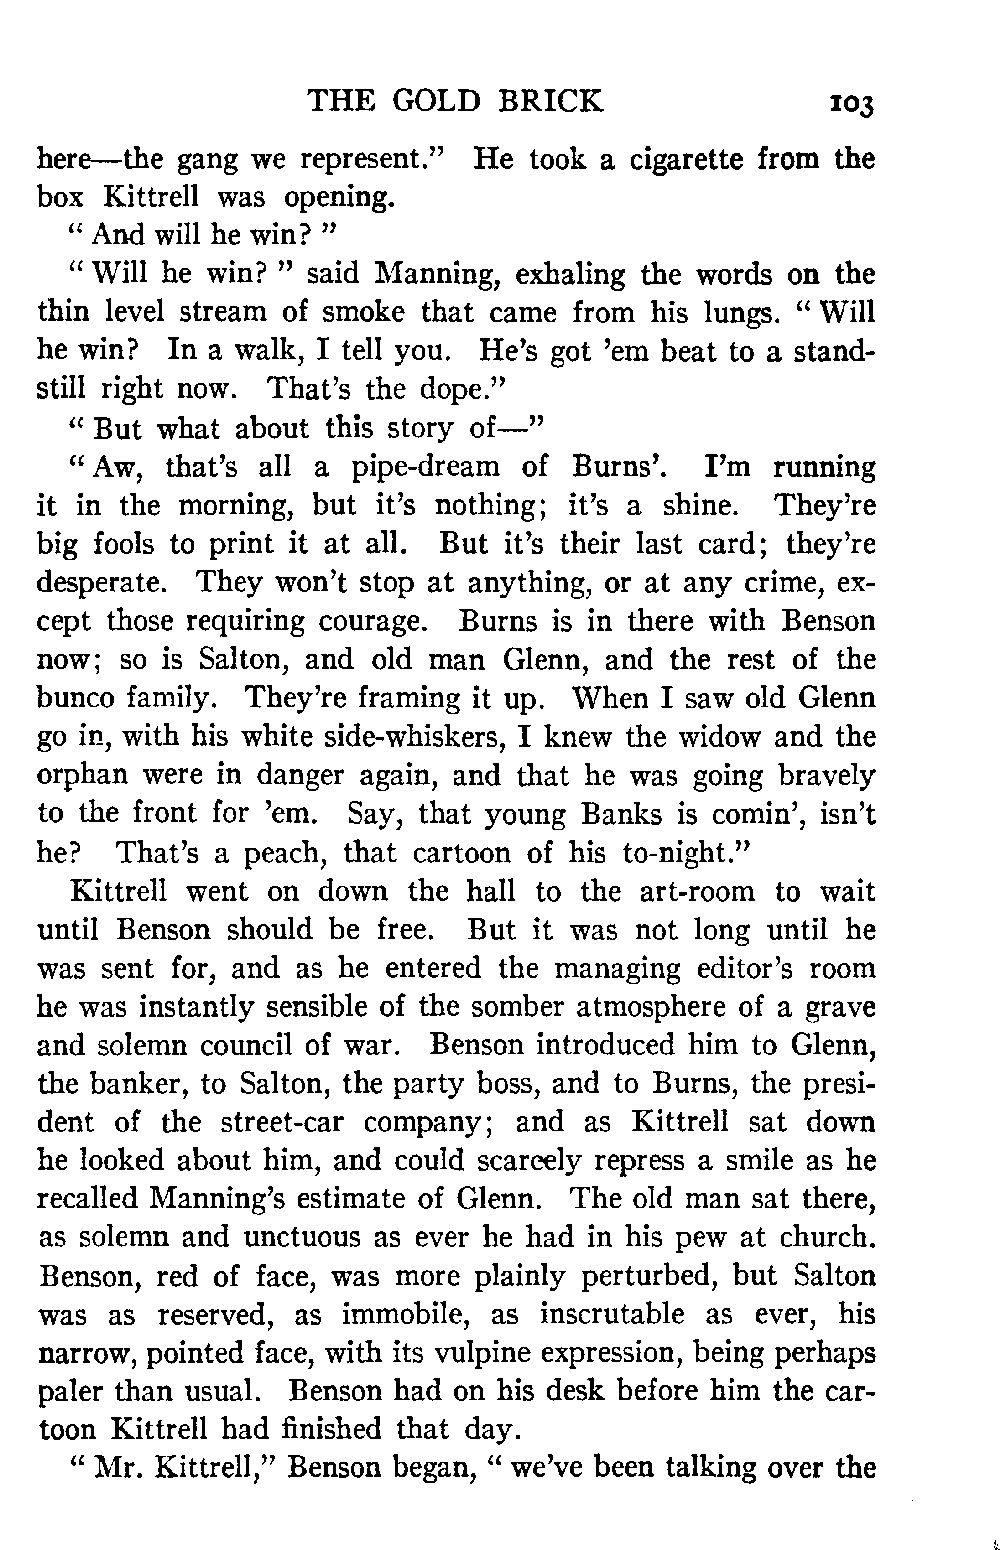 THE GOLD BRICK 103
here—the gang we represent.” He took a cigarette from the
box Kittrell was opening.
“ And will he win? ”
“ Will he win? ” said Manning, exhaling the words on the
thin level stream of smoke that came from his lungs. “ Will
he win? In a walk, I tell you. He’s got ’em beat to a stand-
still right now. That’s the dope.”
“ But what about this story of—”
“ Aw, that’s all a pipe-dream of Burns’. I’m running
it in the morning, but it’s nothing; it’s a shine. They’re
big fools to print it at all. But it’s their last card; they’re
desperate. They won’t stop at anything, or at any crime, ex-
cept those requiring courage. Burns is in there with Benson
now; so is Salton, and old man Glenn, and the rest of the
bunco family. They’re framing it up. When I saw old Glenn
go in, with his white side-whiskers, I knew the widow and the
orphan were in danger again, and that he was going bravely
to the front for ’em. Say, that young Banks is comin’, isn’t
he? That’s a peach, that cartoon of his to-night.”
Kittrell went on down the hall to the art-room to wait
until Benson should be free. But it was not long until he
was sent for, and as he entered the managing editor’s room
he was instantly sensible of the somber atmosphere of a grave
and solemn council of war. Benson introduced him to Glenn,
the banker, to Salton, the party boss, and to Burns, the presi-
dent of the street-car company; and as Kittrell sat down
he looked about him, and could scarcely repress a smile as he
recalled Manning’s estimate of Glenn. The old man sat there,
as solemn and unctuous as ever he had in his pew at church.
Benson, red of face, was more plainly perturbed, but Salton
was as reserved, as immobile, as inscrutable as ever, his
narrow, pointed face, with its vulpine expression, being perhaps
paler than usual. Benson had on his desk before him the car-
toon Kittrell had finished that day.
“ Mr. Kittrell,” Benson began, “ we’ve been talking over the